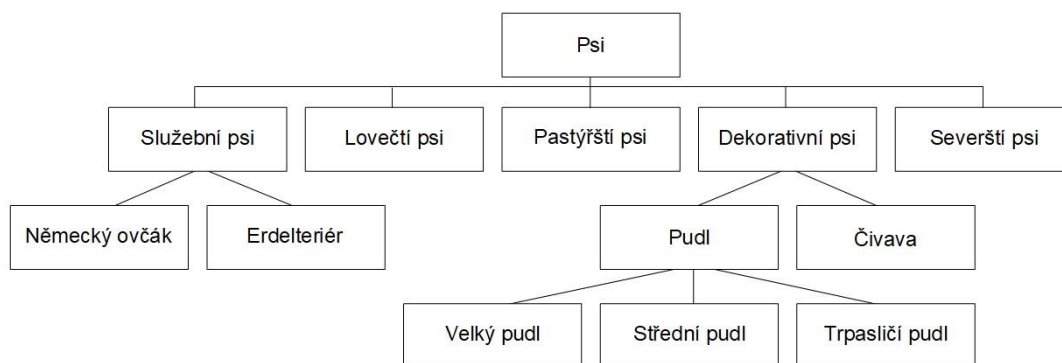 Psi
Služební psi
Lovečtí psi
Pastýřští psi
Dekorativní psi
Severští psi
Německý ovčák
Erdelteriér
Pudl
Čivava
Velký pudl
Střední pudl
Trpasličí pudl